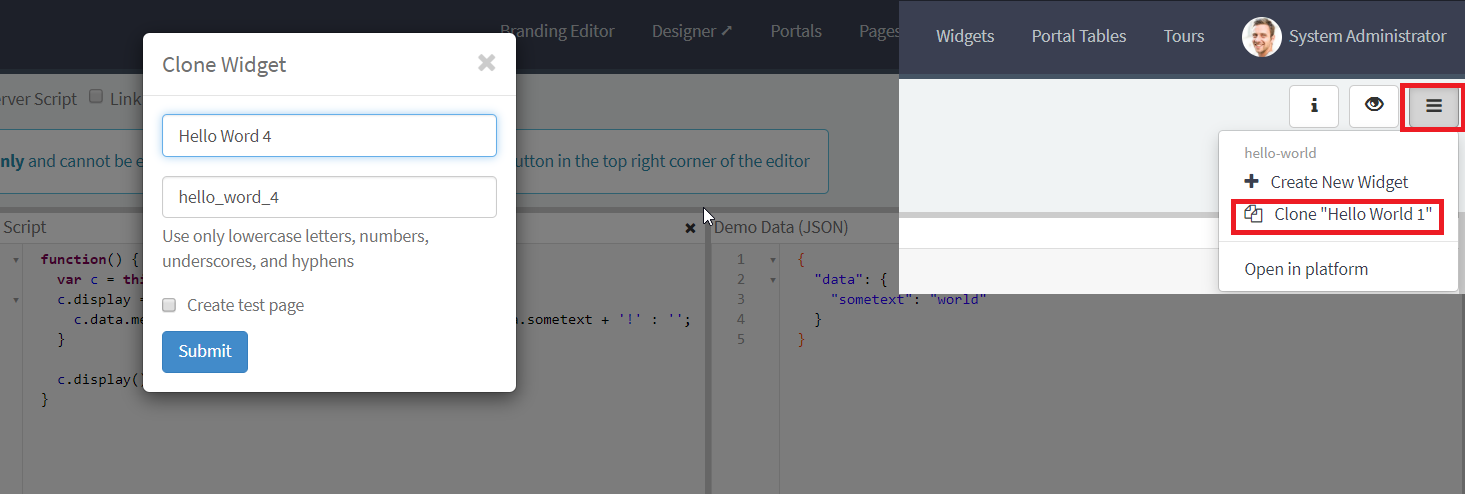 Branding Editor Designer Portals Pages Widgets Portal Tables Tours System Administrator
Clone Widget
Hello Word 4
hello_word_4
Use only lowercase letters, numbers,
underscores, and hyphens
Create test page
Submit
erver Script Link
nly and cannot be e utton in the top right corner of the editor
hello-world
Create New Widget
Clone "Hello World 1"
Open in platform
Script
function() {
var c = thi
c.display =
c.data.me .sometext + '!' : '';
}
c.display()
}
Demo Data (JSON)
1 {
2 "data": {
3 "sometext": "world"
4 }
5 }